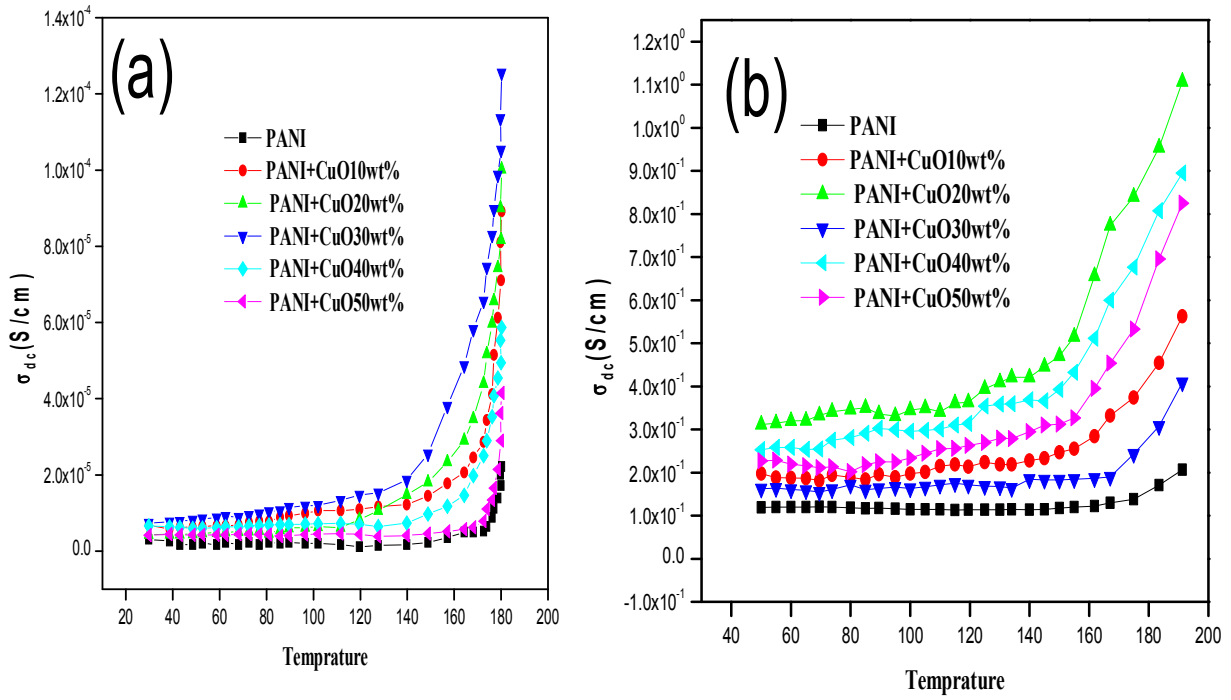 (a)
1.4x10⁻⁴
1.2x10⁻⁴
1.0x10⁻⁴
8.0x10⁻⁵
6.0x10⁻⁵
4.0x10⁻⁵
2.0x10⁻⁵
0.0
σdc(S/cm)
PANI
PANI+CuO10wt%
PANI+CuO20wt%
PANI+CuO30wt%
PANI+CuO40wt%
PANI+CuO50wt%
20 40 60 80 100 120 140 160 180 200
Temprature
(b)
1.2x10⁰
1.1x10⁰
1.0x10⁰
9.0x10⁻¹
8.0x10⁻¹
7.0x10⁻¹
6.0x10⁻¹
5.0x10⁻¹
4.0x10⁻¹
3.0x10⁻¹
2.0x10⁻¹
1.0x10⁻¹
0.0
-1.0x10⁻¹
σdc(S/cm)
PANI
PANI+CuO10wt%
PANI+CuO20wt%
PANI+CuO30wt%
PANI+CuO40wt%
PANI+CuO50wt%
40 60 80 100 120 140 160 180 200
Temprature